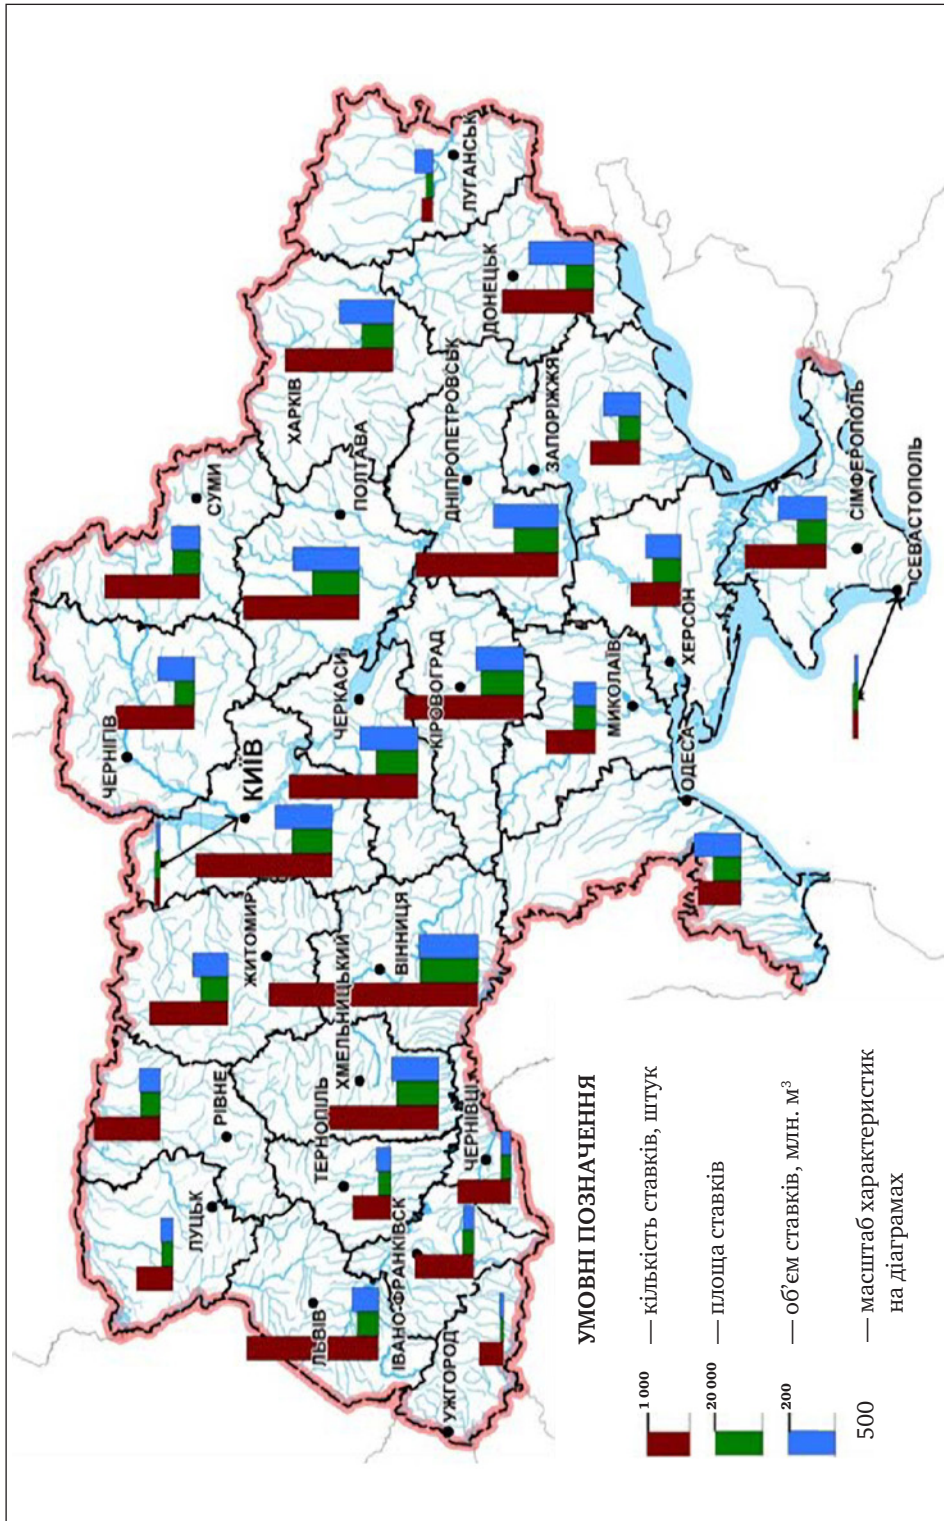 ЧЕРНІГІВ
СУМИ
ЛУЦЬК
РІВНЕ
ЖИТОМИР
КИЇВ
ХАРКІВ
ЛЬВІВ
ТЕРНОПІЛЬ
ХМЕЛЬНИЦЬКИЙ
ЧЕРКАСИ
ПОЛТАВА
ВІННИЦЯ
ІВАНО-ФРАНКІВСК
КІРОВОГРАД
ДНІПРОПЕТРОВСЬК
ЛУГАНСЬК
УЖГОРОД
ЧЕРНІВЦІ
ДОНЕЦЬК
ЗАПОРІЖЖЯ
МИКОЛАЇВ
ОДЕСА
ХЕРСОН
СІМФЕРОПОЛЬ
СЕВАСТОПОЛЬ
УМОВНІ ПОЗНАЧЕННЯ
1 000 — кількість ставків, штук
20 000 — площа ставків
200 — об'єм ставків, млн. м³
500 — масштаб характеристик
на діаграмах